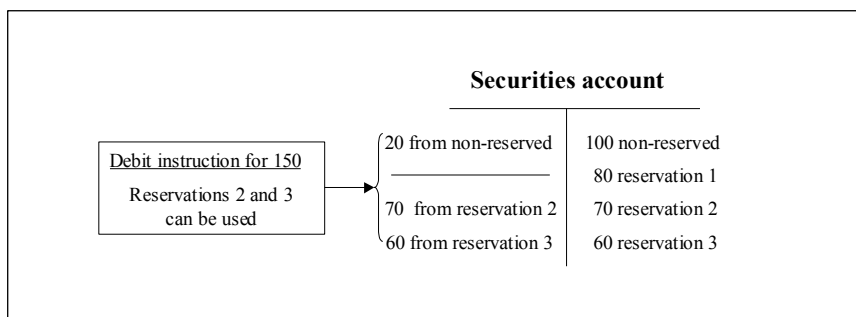 Securities account
Debit instruction for 150
Reservations 2 and 3
can be used
20 from non-reserved
70 from reservation 2
60 from reservation 3
100 non-reserved
80 reservation 1
70 reservation 2
60 reservation 3